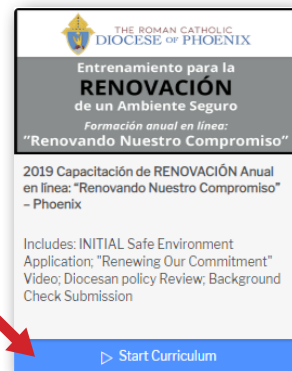 THE ROMAN CATHOLIC
DIOCESE OF PHOENIX
Entrenamiento para la
RENOVACIÓN
de un Ambiente Seguro
Formación anual en línea:
“Renovando Nuestro Compromiso”
2019 Capacitación de RENOVACIÓN Anual
en línea: “Renovando Nuestro Compromiso”
– Phoenix
Includes: INITIAL Safe Environment
Application; "Renewing Our Commitment"
Video; Diocesan policy Review; Background
Check Submission
▷ Start Curriculum